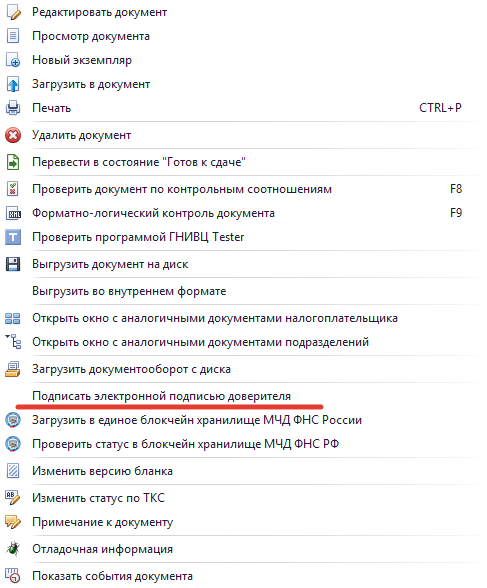 Редактировать документ
Просмотр документа
Новый экземпляр
Загрузить в документ
Печать CTRL+P
Удалить документ
Перевести в состояние "Готов к сдаче"
Проверить документ по контрольным соотношениям F8
Форматно-логический контроль документа F9
Проверить программой ГНИВЦ Tester
Выгрузить документ на диск
Выгрузить во внутреннем формате
Открыть окно с аналогичными документами налогоплательщика
Открыть окно с аналогичными документами подразделений
Загрузить документооборот с диска
Подписать электронной подписью доверителя
Загрузить в единое блокчейн хранилище МЧД ФНС России
Проверить статус в блокчейн хранилище МЧД ФНС РФ
Изменить версию бланка
Изменить статус по ТКС
Примечание к документу
Отладочная информация
Показать события документа